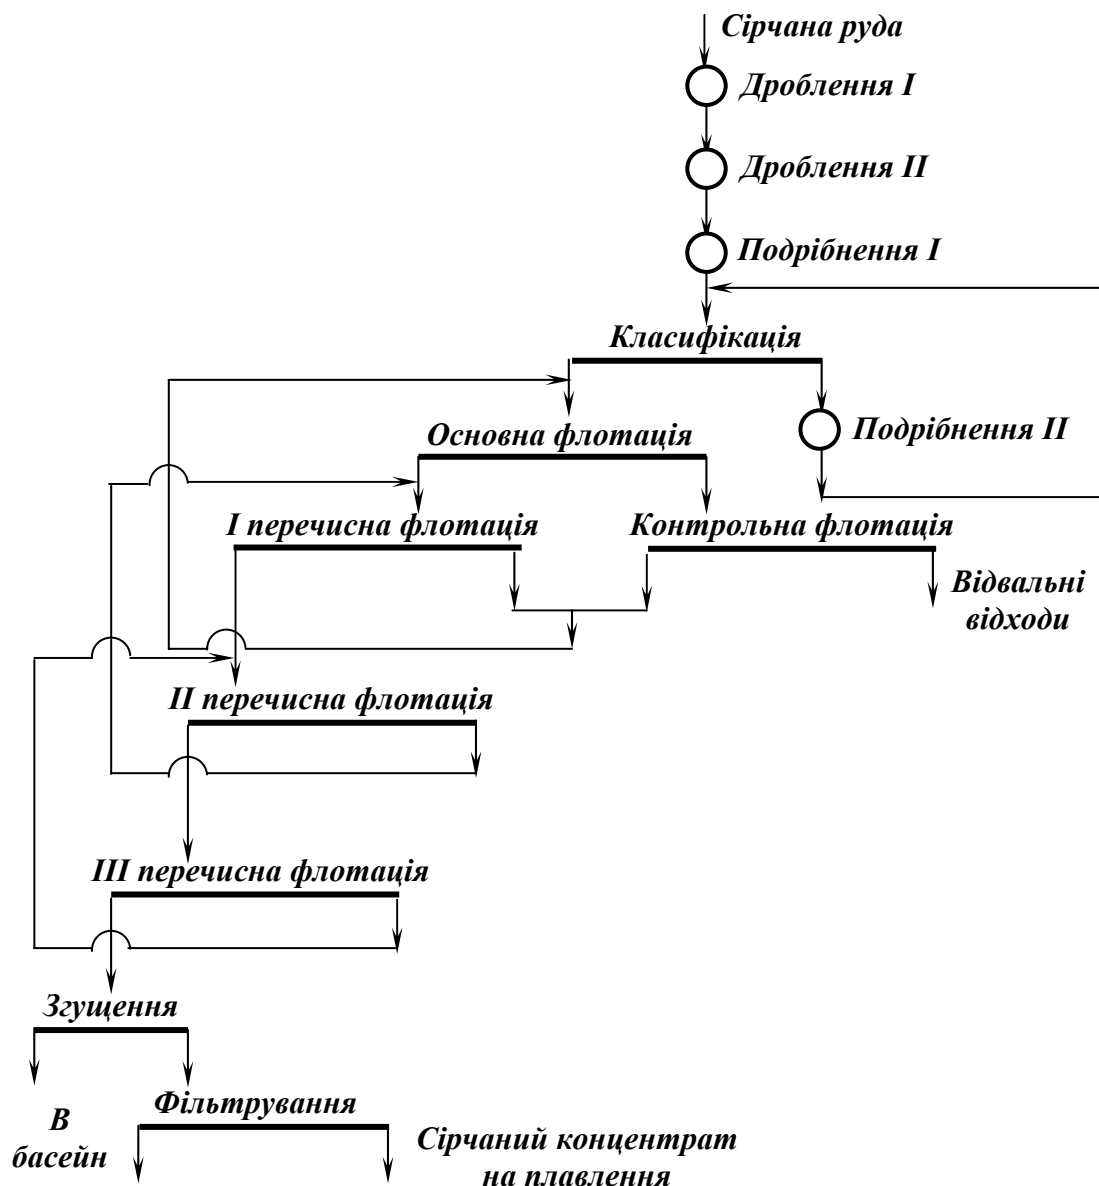 Сірчана руда
Дроблення I
Дроблення II
Подрібнення I
Класифікація
Основна флотація
Подрібнення II
I перечисна флотація
Контрольна флотація
Відвальні
відходи
II перечисна флотація
III перечисна флотація
Згущення
В
басейн
Фільтрування
Сірчаний концентрат
на плавлення